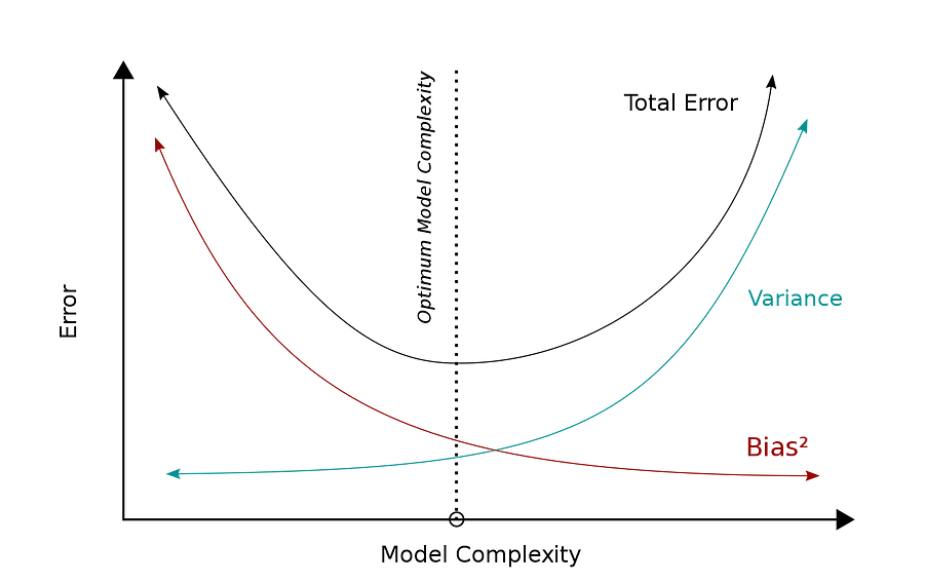 Optimum Model Complexity
Total Error
Error
Variance
Bias²
Model Complexity